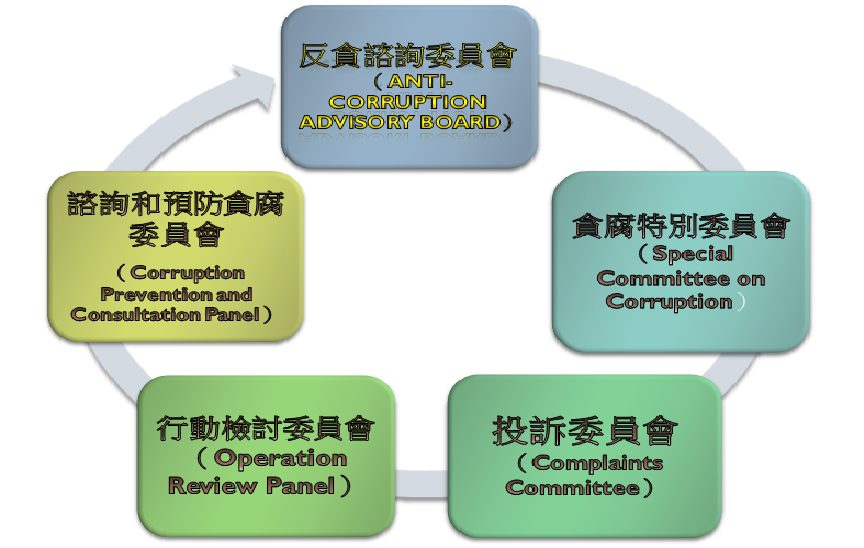 反貪諮詢委員會
（ANTI-
CORRUPTION
ADVISORY BOARD）
貪腐特別委員會
（Special
Committee on
Corruption）
投訴委員會
（Complaints
Committee）
行動檢討委員會
（Operation
Review Panel）
諮詢和預防貪腐
委員會
（Corruption
Prevention and
Consultation Panel）